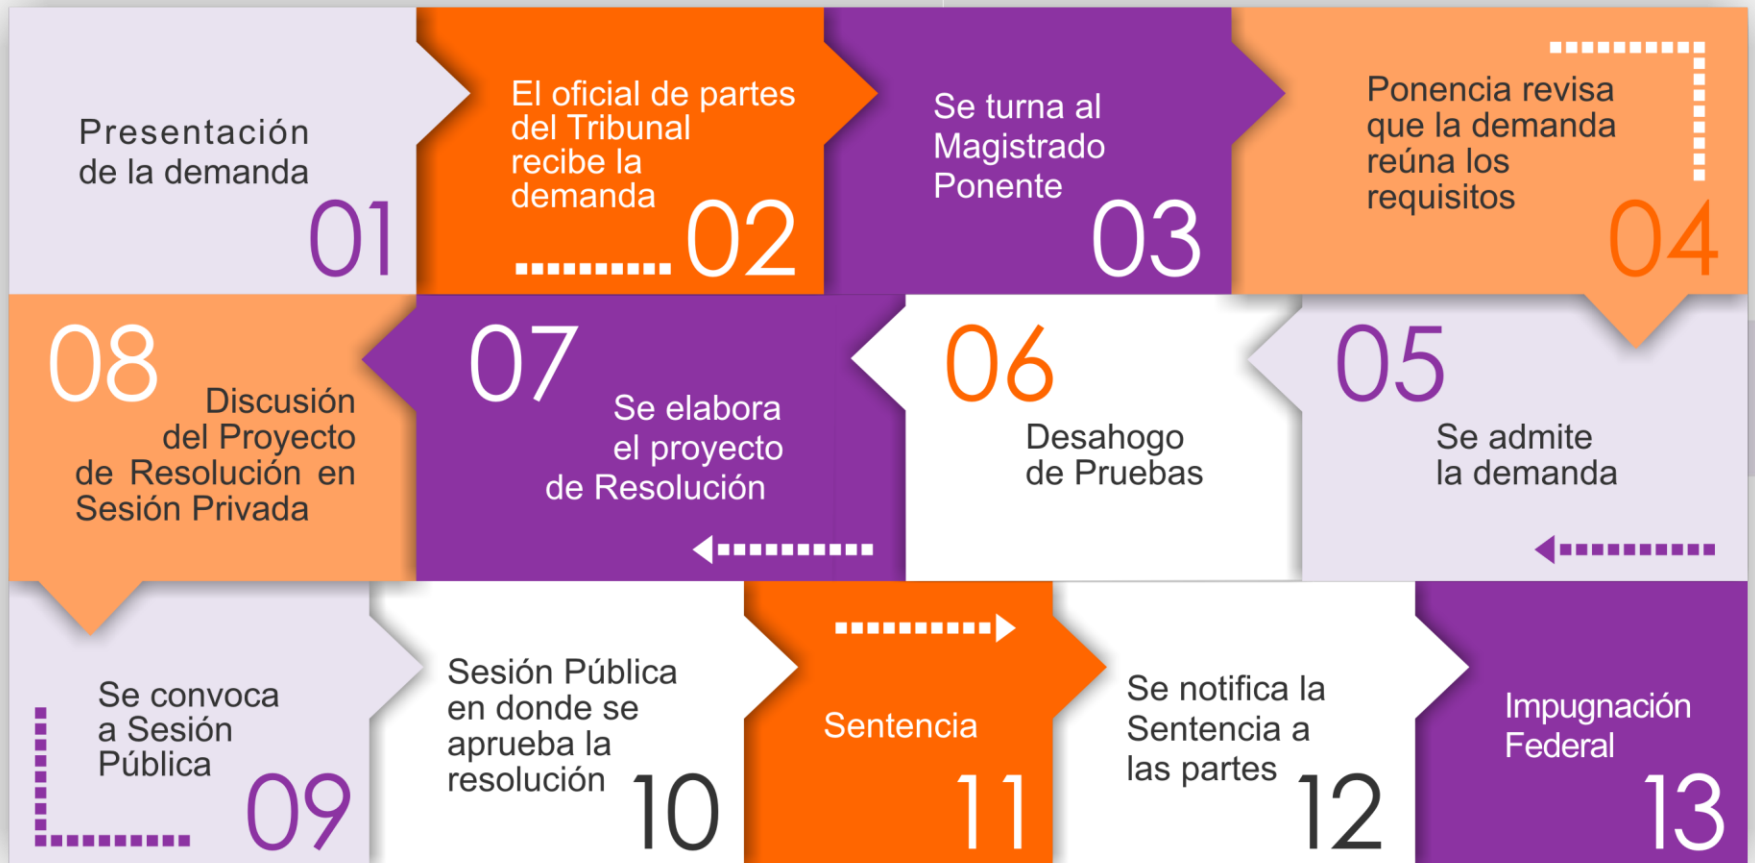 Presentación
de la demanda
01
El oficial de partes
del Tribunal
recibe la
demanda
02
Se turna al
Magistrado
Ponente
03
Ponencia revisa
que la demanda
reúna los
requisitos
04
05
Se admite
la demanda
06
Desahogo
de Pruebas
07
Se elabora
el proyecto
de Resolución
08
Discusión
del Proyecto
de Resolución en
Sesión Privada
Se convoca
a Sesión
Pública
09
Sesión Pública
en donde se
aprueba la
resolución
10
Sentencia
11
Se notifica la
Sentencia a
las partes
12
Impugnación
Federal
13